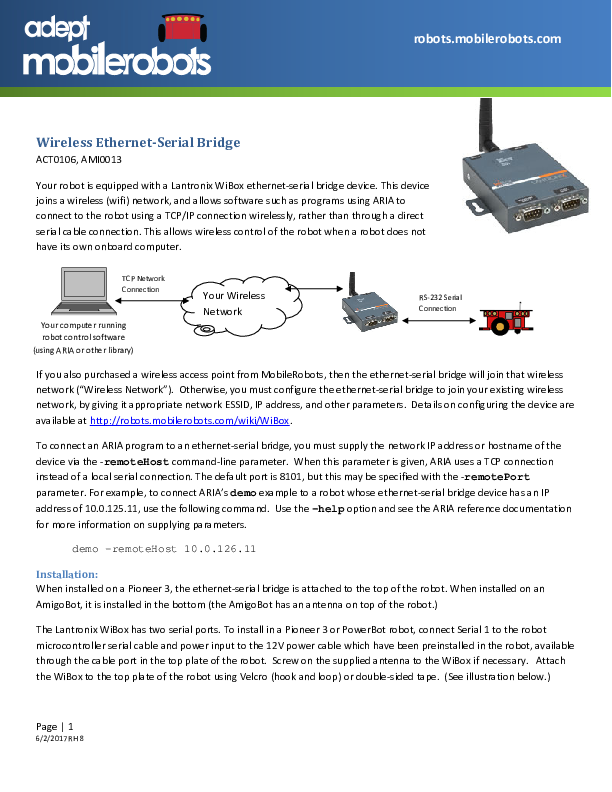 adept
mobilerobots
robots.mobilerobots.com
Wireless Ethernet-Serial Bridge
ACT0106, AMI0013
Your robot is equipped with a Lantronix WiBox ethernet-serial bridge device. This device
joins a wireless (wifi) network, and allows software such as programs using ARIA to
connect to the robot using a TCP/IP connection wirelessly, rather than through a direct
serial cable connection. This allows wireless control of the robot when a robot does not
have its own onboard computer.
TCP Network
Connection
Your Wireless
Network
RS-232 Serial
Connection
Your computer running
robot control software
(using ARIA or other library)
If you also purchased a wireless access point from MobileRobots, then the ethernet-serial bridge will join that wireless
network ("Wireless Network"). Otherwise, you must configure the ethernet-serial bridge to join your existing wireless
network, by giving it appropriate network ESSID, IP address, and other parameters. Details on configuring the device are
available at http://robots.mobilerobots.com/wiki/WiBox.
To connect an ARIA program to an ethernet-serial bridge, you must supply the network IP address or hostname of the
device via the -remoteHost command-line parameter. When this parameter is given, ARIA uses a TCP connection
instead of a local serial connection. The default port is 8101, but this may be specified with the -remotePort
parameter. For example, to connect ARIA's demo example to a robot whose ethernet-serial bridge device has an IP
address of 10.0.125.11, use the following command. Use the –help option and see the ARIA reference documentation
for more information on supplying parameters.
demo –remoteHost 10.0.126.11
Installation:
When installed on a Pioneer 3, the ethernet-serial bridge is attached to the top of the robot. When installed on an
AmigoBot, it is installed in the bottom (the AmigoBot has an antenna on top of the robot.)
The Lantronix WiBox has two serial ports. To install in a Pioneer 3 or PowerBot robot, connect Serial 1 to the robot
microcontroller serial cable and power input to the 12V power cable which have been preinstalled in the robot, available
through the cable port in the top plate of the robot. Screw on the supplied antenna to the WiBox if necessary. Attach
the WiBox to the top plate of the robot using Velcro (hook and loop) or double-sided tape. (See illustration below.)
Page | 1
6/2/2017RH8